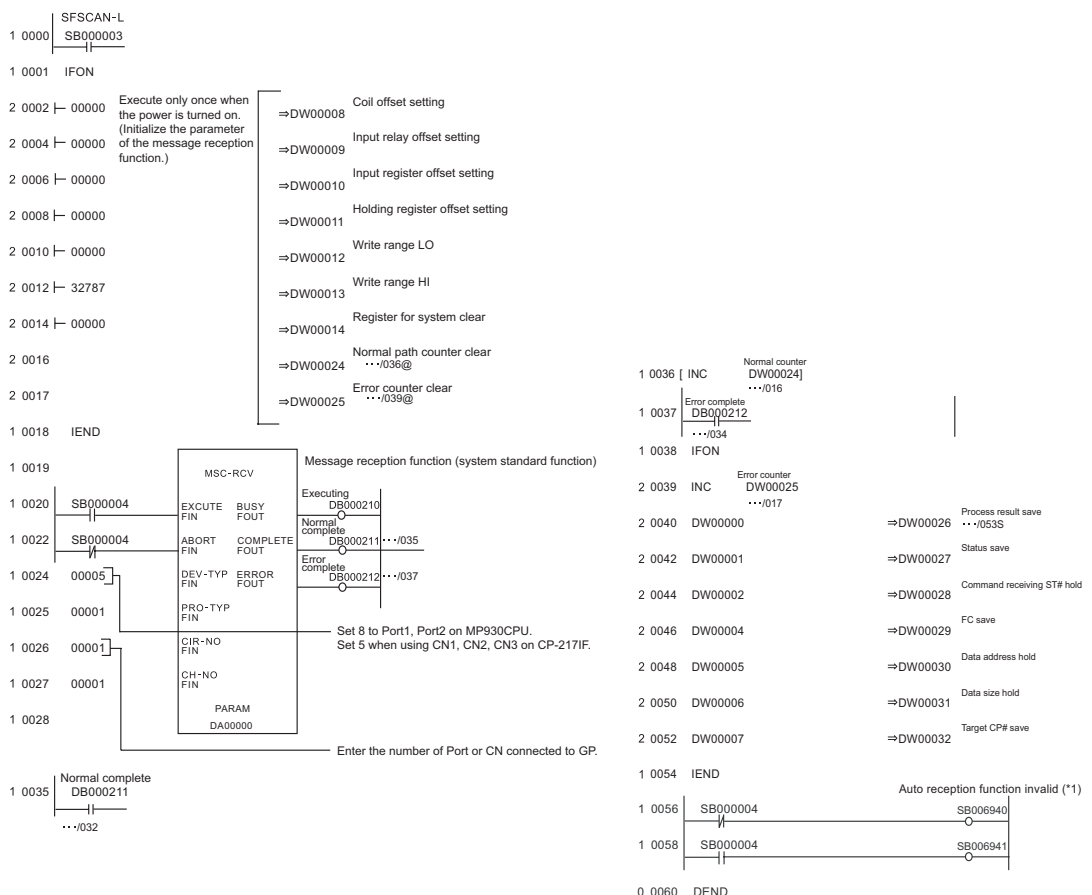 SFSCAN-L
1 0000 SB000003
1 0001 IFON
2 0002 00000 ⇒DW00008 Coil offset setting
Execute only once when
the power is turned on.
(Initialize the parameter
of the message reception
function.)
2 0004 00000 ⇒DW00009 Input relay offset setting
2 0006 00000 ⇒DW00010 Input register offset setting
2 0008 00000 ⇒DW00011 Holding register offset setting
2 0010 00000 ⇒DW00012 Write range LO
2 0012 32787 ⇒DW00013 Write range HI
2 0014 00000 ⇒DW00014 Register for system clear
2 0016 ⇒DW00024 Normal path counter clear
···/036@
2 0017 ⇒DW00025 Error counter clear
···/039@
1 0018 IEND
1 0019 MSC-RCV Message reception function (system standard function)
Executing
1 0020 SB000004 EXCUTE BUSY DB000210
FIN FOUT
Normal
complete
1 0022 SB000004 ABORT COMPLETE DB000211 ···/035
FIN FOUT
Error
complete
1 0024 00005 DEV-TYP ERROR DB000212 ···/037
FIN FOUT
1 0025 00001 PRO-TYP
FIN
Set 8 to Port1, Port2 on MP930CPU.
Set 5 when using CN1, CN2, CN3 on CP-217IF.
1 0026 00001 CIR-NO
FIN
1 0027 00001 CH-NO
FIN
1 0028 PARAM
DA00000
Enter the number of Port or CN connected to GP.
Normal complete
1 0035 DB000211
···/032
Normal counter
1 0036 [ INC DW00024]
···/016
Error complete
1 0037 DB000212
···/034
1 0038 IFON
Error counter
2 0039 INC DW00025
···/017
2 0040 DW00000 ⇒DW00026 Process result save
···/053S
2 0042 DW00001 ⇒DW00027 Status save
2 0044 DW00002 ⇒DW00028 Command receiving ST# hold
2 0046 DW00004 ⇒DW00029 FC save
2 0048 DW00005 ⇒DW00030 Data address hold
2 0050 DW00006 ⇒DW00031 Data size hold
2 0052 DW00007 ⇒DW00032 Target CP# save
1 0054 IEND
Auto reception function invalid (*1)
1 0056 SB000004 SB006940
1 0058 SB000004 SB006941
0 0060 DEND